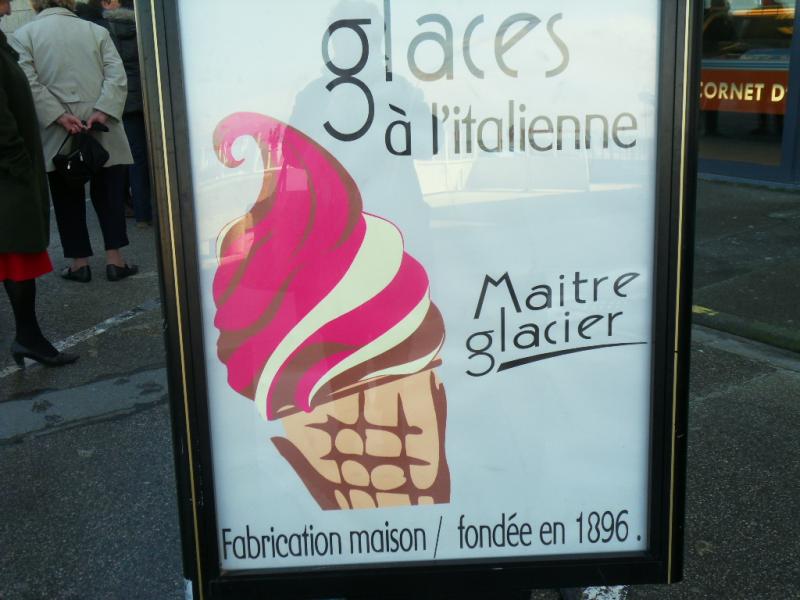 glaces
à l'italienne
CORNET D'
Maitre
glacier
Fabrication maison / fondée en 1896.